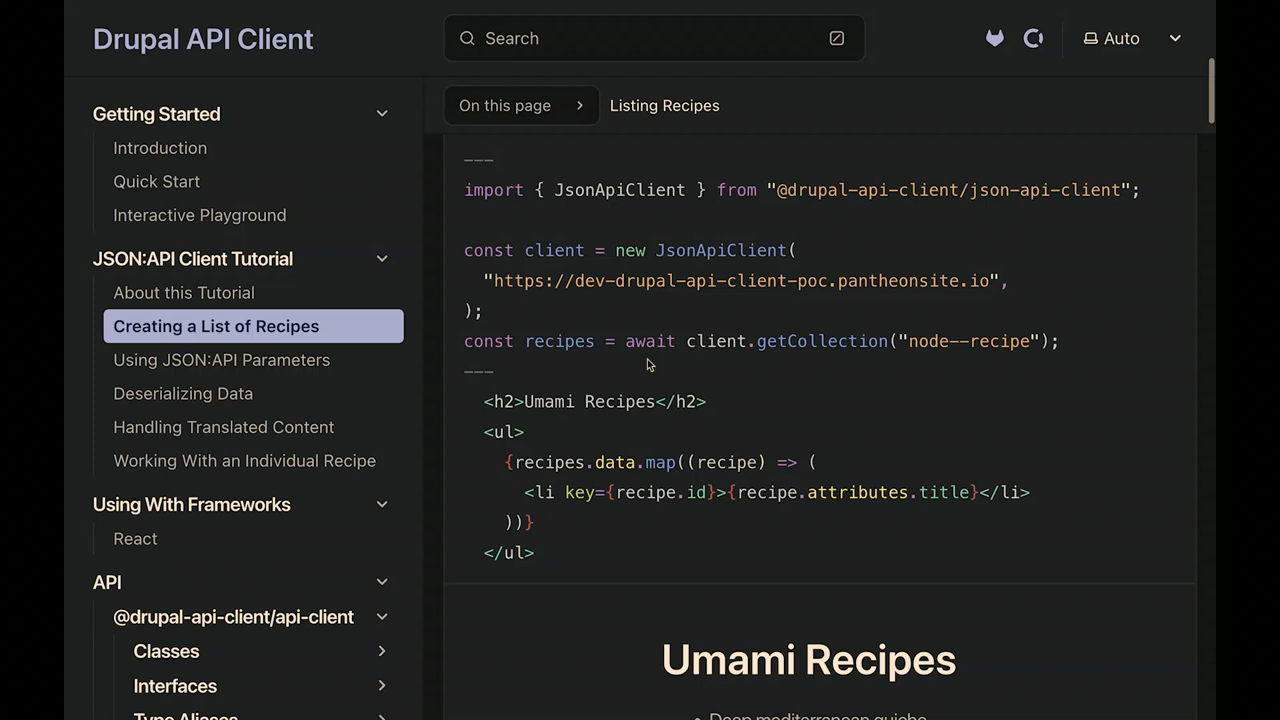 Drupal API Client
Search
Auto
Getting Started
Introduction
Quick Start
Interactive Playground
JSON:API Client Tutorial
About this Tutorial
Creating a List of Recipes
Using JSON:API Parameters
Deserializing Data
Handling Translated Content
Working With an Individual Recipe
Using With Frameworks
React
API
@drupal-api-client/api-client
Classes
Interfaces
Type Aliases
On this page
Listing Recipes
---
import { JsonApiClient } from "@drupal-api-client/json-api-client";
const client = new JsonApiClient(
"https://dev-drupal-api-client-poc.pantheonsite.io",
);
const recipes = await client.getCollection("node--recipe");
---
<h2>Umami Recipes</h2>
<ul>
{recipes.data.map((recipe) => (
<li key={recipe.id}>{recipe.attributes.title}</li>
))}
</ul>
Umami Recipes
Deep mediterranean quiche